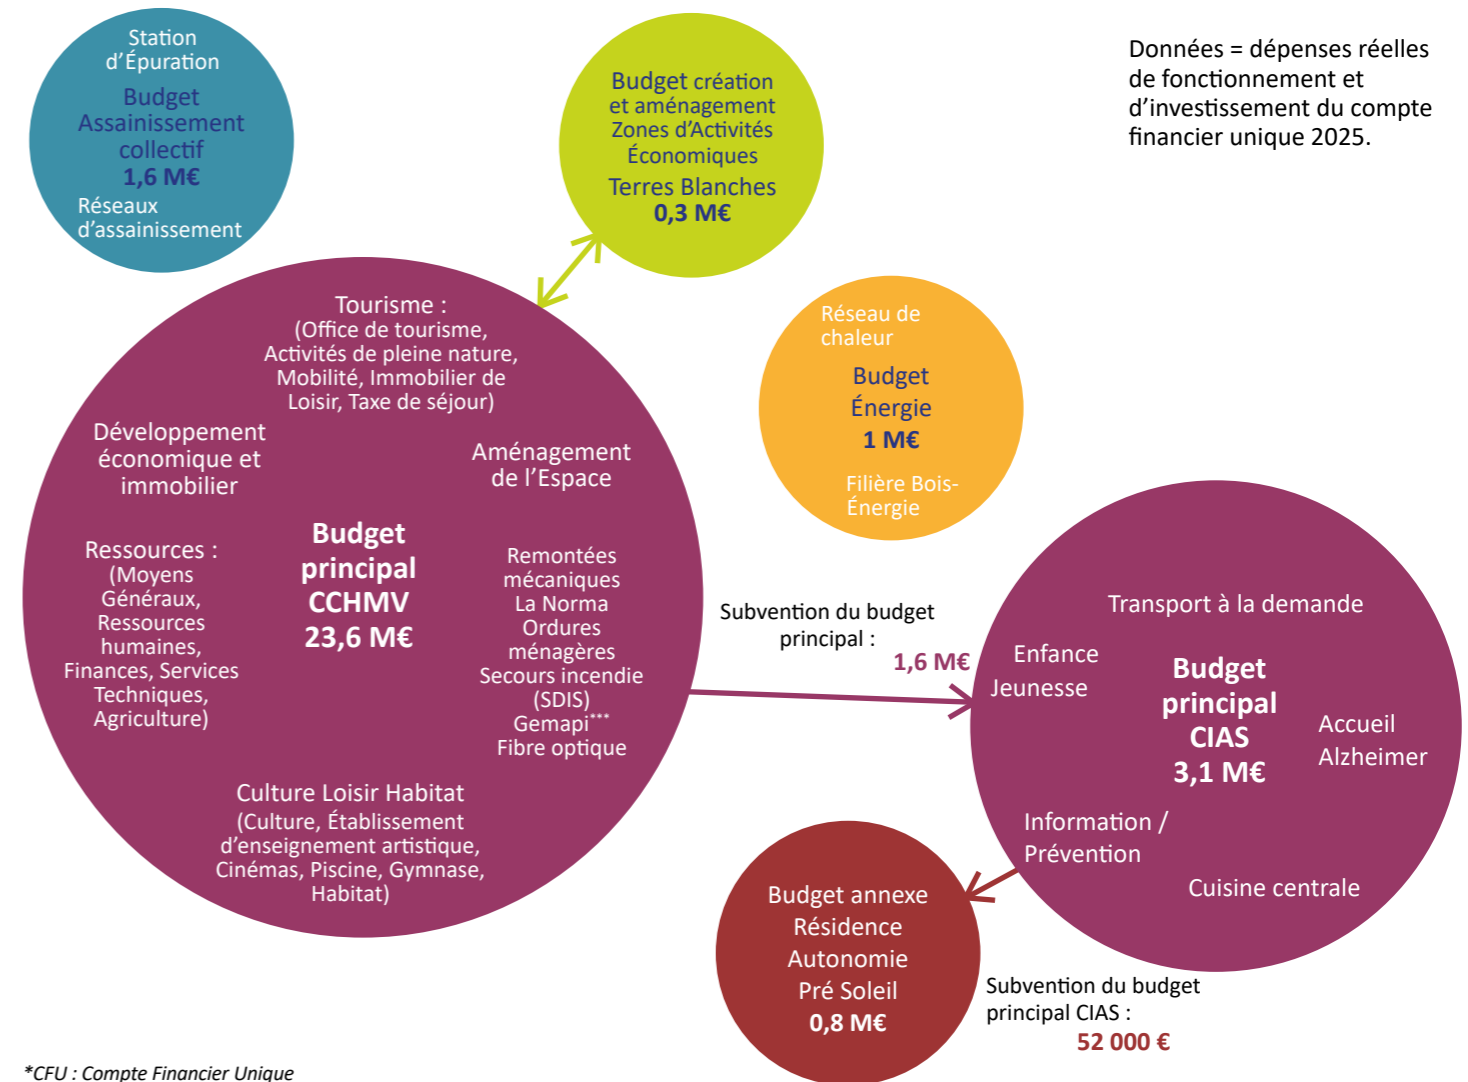 Station
d’Épuration
Budget
Assainissement
collectif
1,6 M€
Réseaux
d’assainissement
Budget création
et aménagement
Zones d’Activités
Économiques
Terres Blanches
0,3 M€
Données = dépenses réelles
de fonctionnement et
d’investissement du compte
financier unique 2025.
Tourisme :
(Office de tourisme,
Activités de pleine nature,
Mobilité, Immobilier de
Loisir, Taxe de séjour)
Développement
économique et
immobilier
Aménagement
de l’Espace
Ressources :
(Moyens
Généraux,
Ressources
humaines,
Finances, Services
Techniques,
Agriculture)
Budget
principal
CCHMV
23,6 M€
Remontées
mécaniques
La Norma
Ordures
ménagères
Secours incendie
(SDIS)
Gemapi***
Fibre optique
Culture Loisir Habitat
(Culture, Établissement
d’enseignement artistique,
Cinémas, Piscine, Gymnase,
Habitat)
Réseau de
chaleur
Budget
Énergie
1 M€
Filière Bois-
Énergie
Subvention du budget
principal :
1,6 M€
Transport à la demande
Enfance
Jeunesse
Budget
principal
CIAS
3,1 M€
Accueil
Alzheimer
Information /
Prévention
Cuisine centrale
Budget annexe
Résidence
Autonomie
Pré Soleil
0,8 M€
Subvention du budget
principal CIAS :
52 000 €
*CFU : Compte Financier Unique